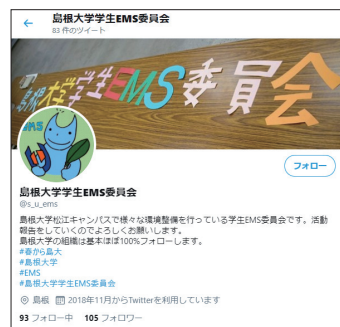 島根大学学生EMS委員会
83 件のツイート
島根大学学生EMS委員会
EMS
フォロー
島根大学学生EMS委員会
@s_u_ems
島根大学松江キャンパスで様々な環境整備を行っている学生EMS委員会です。活動
報告をしていくのでよろしくお願いします。
島根大学の組織は基本ほぼ100%フォローします。
#春から島大
#島根大学
#EMS
#島根大学学生EMS委員会
島根 2018年11月からTwitterを利用しています
93 フォロー中 105 フォロワー